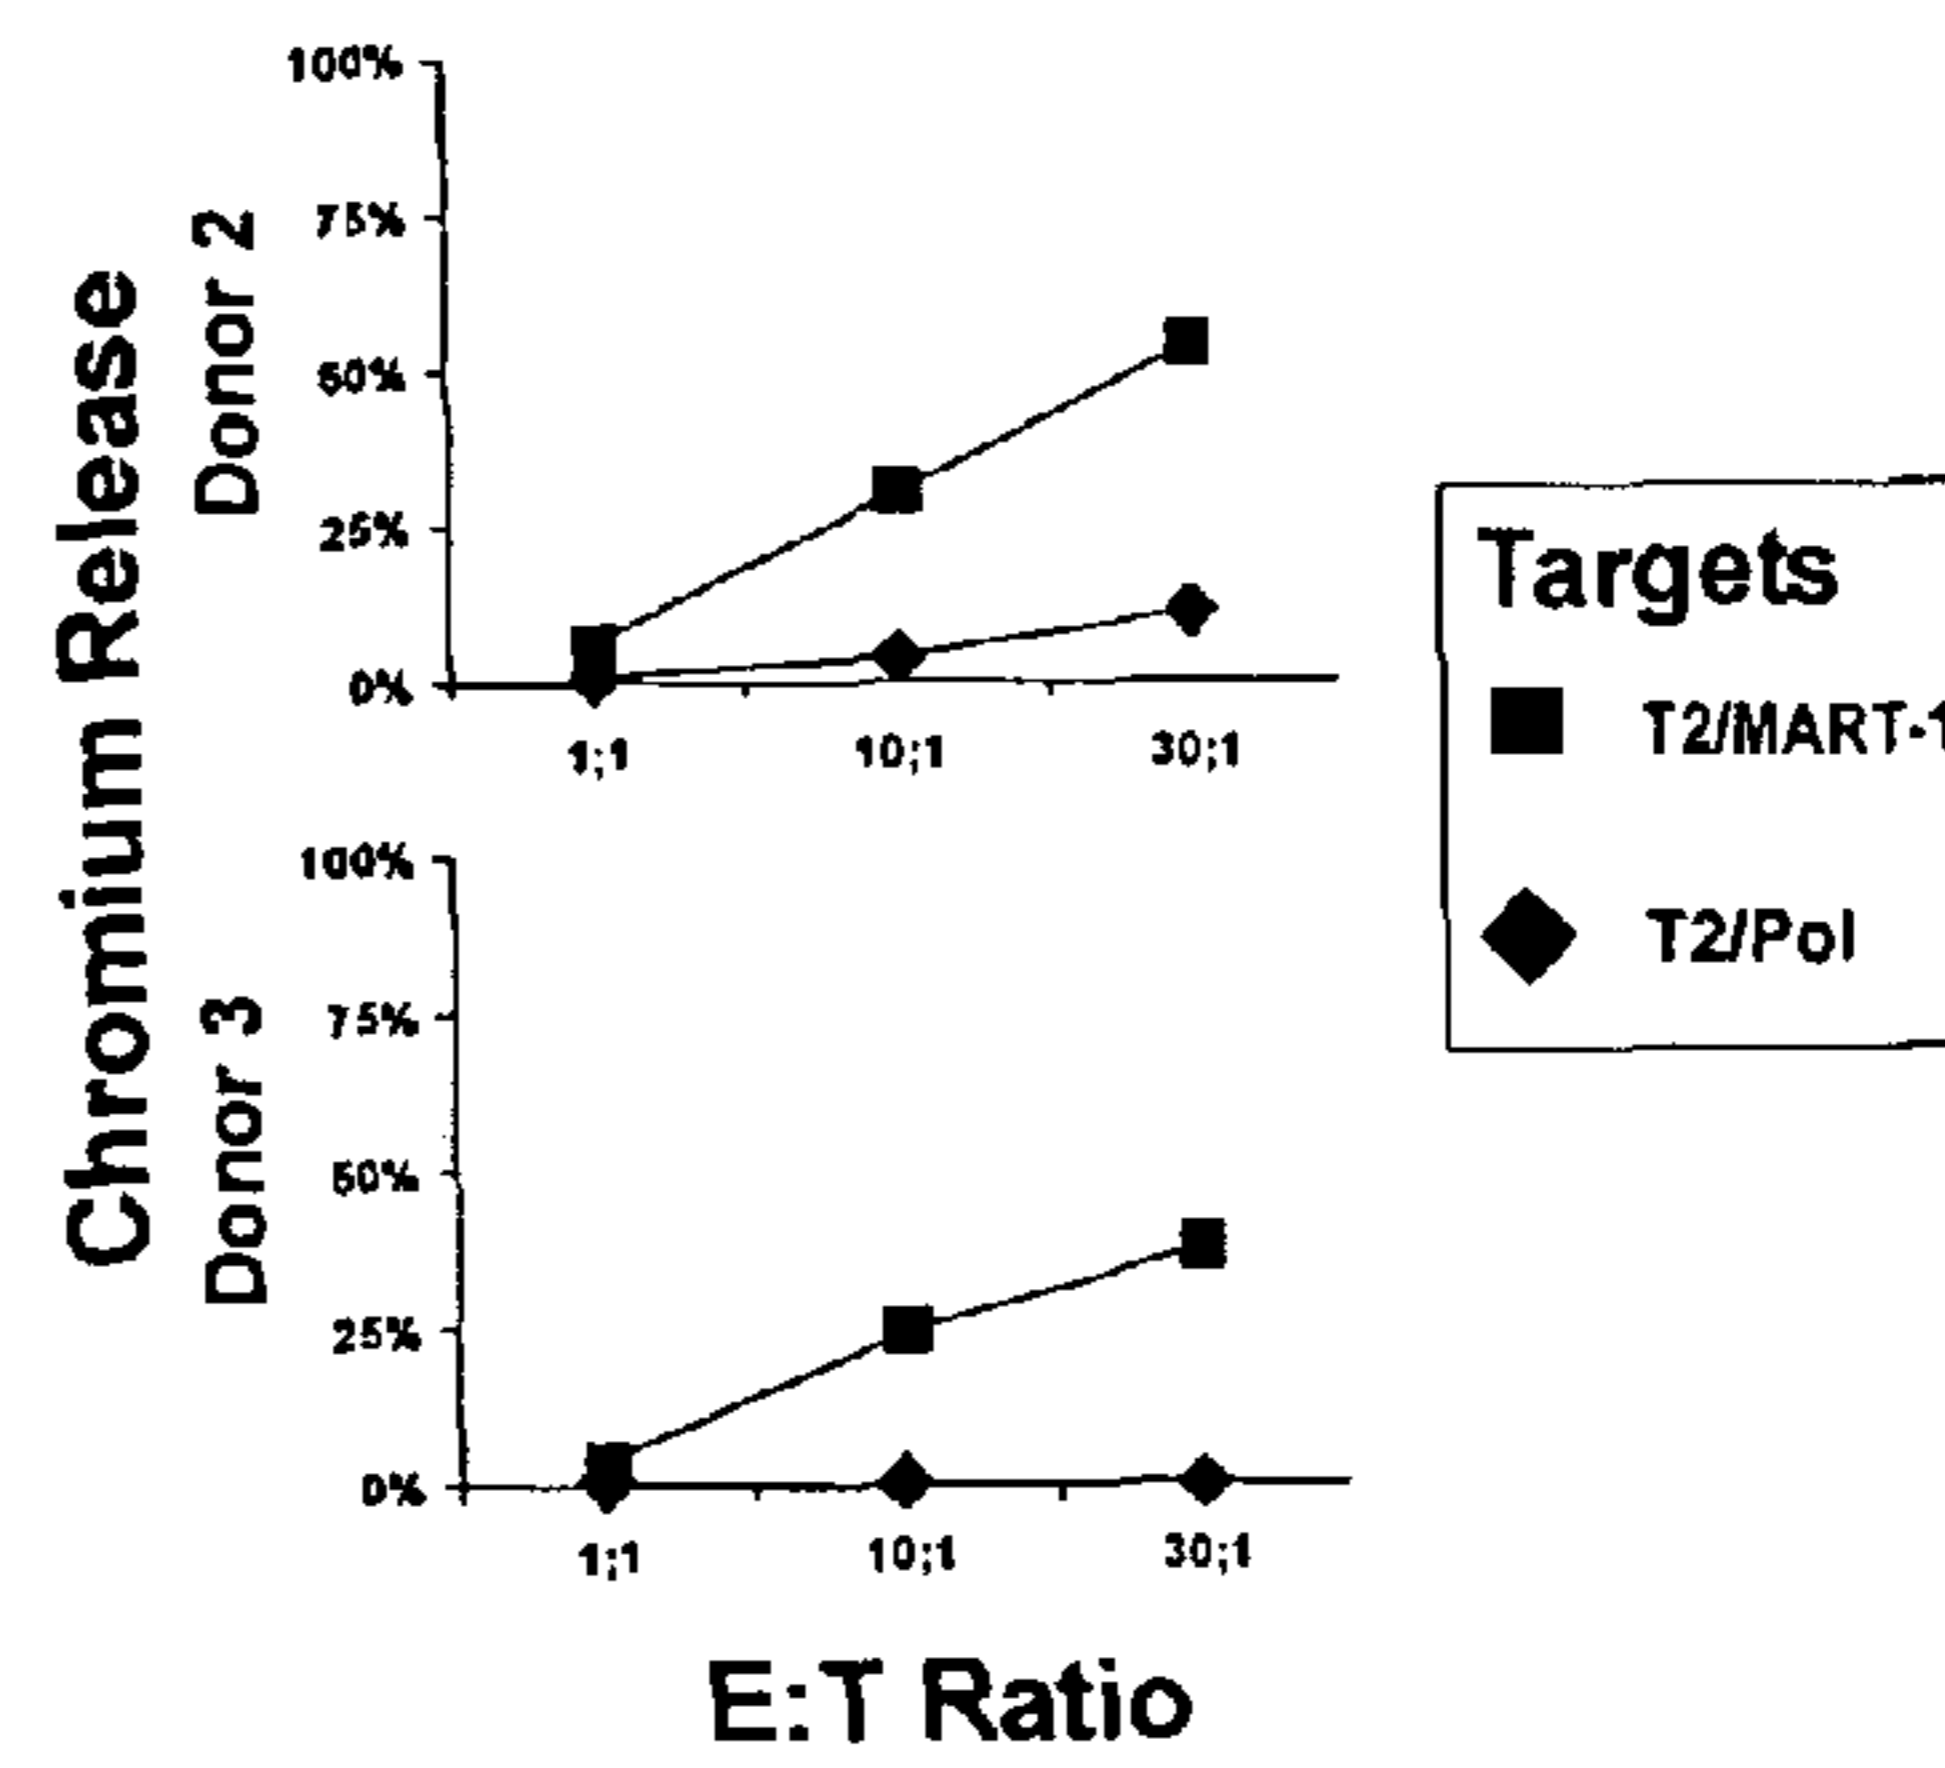 Chromium Release
Donor 2
100%
75%
50%
25%
0%
1;1 10;1 30;1
Donor 3
100%
75%
50%
25%
0%
1;1 10;1 30;1
E:T Ratio
Targets
T2/MART-1
T2/Pol